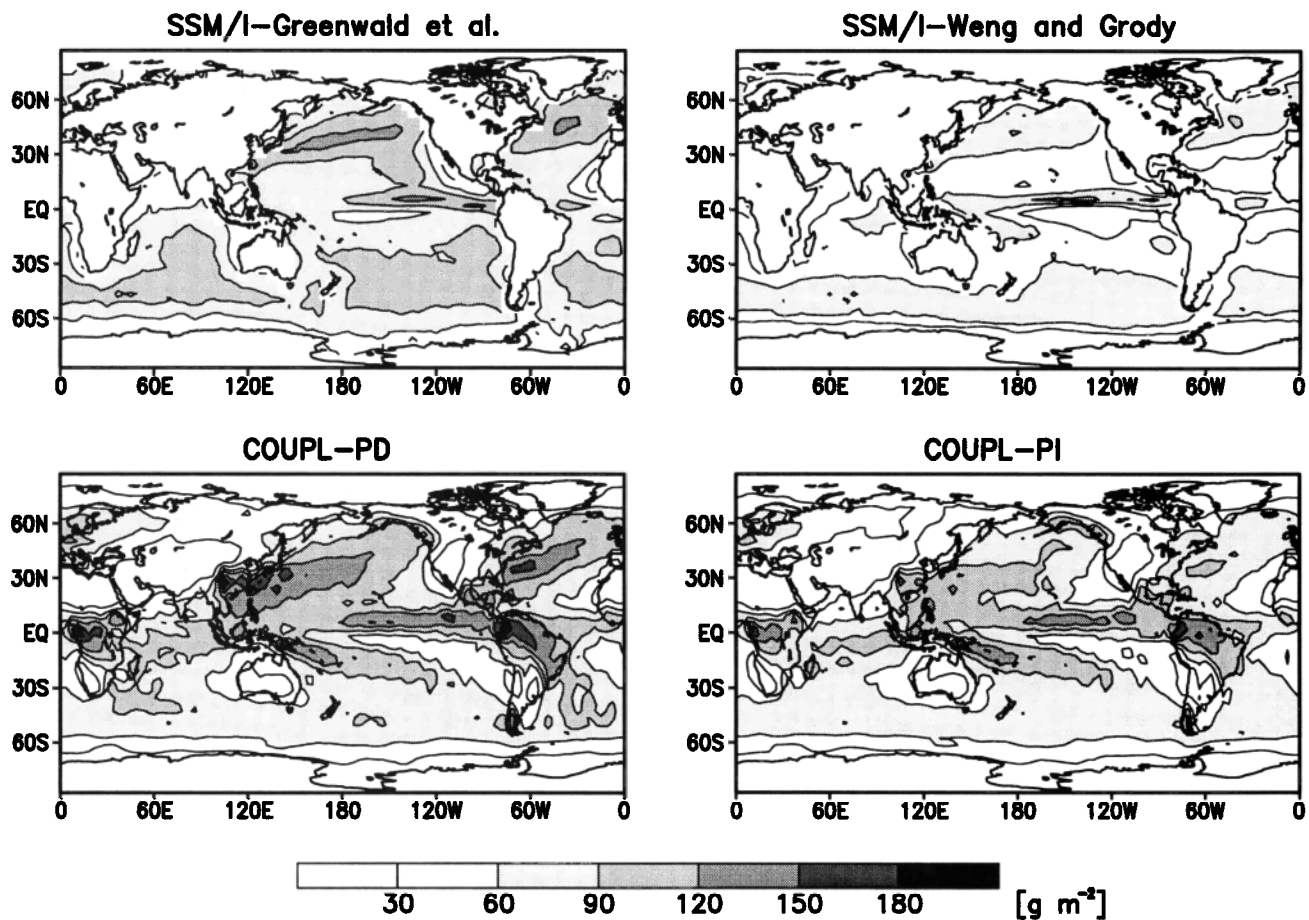 SSM/I-Greenwald et al.
SSM/I-Weng and Grody
60N
30N
EQ
30S
60S
0 60E 120E 180 120W 60W 0
60N
30N
EQ
30S
60S
0 60E 120E 180 120W 60W 0
COUPL-PD
COUPL-PI
60N
30N
EQ
30S
60S
0 60E 120E 180 120W 60W 0
60N
30N
EQ
30S
60S
0 60E 120E 180 120W 60W 0
30 60 90 120 150 180 [g m⁻²]